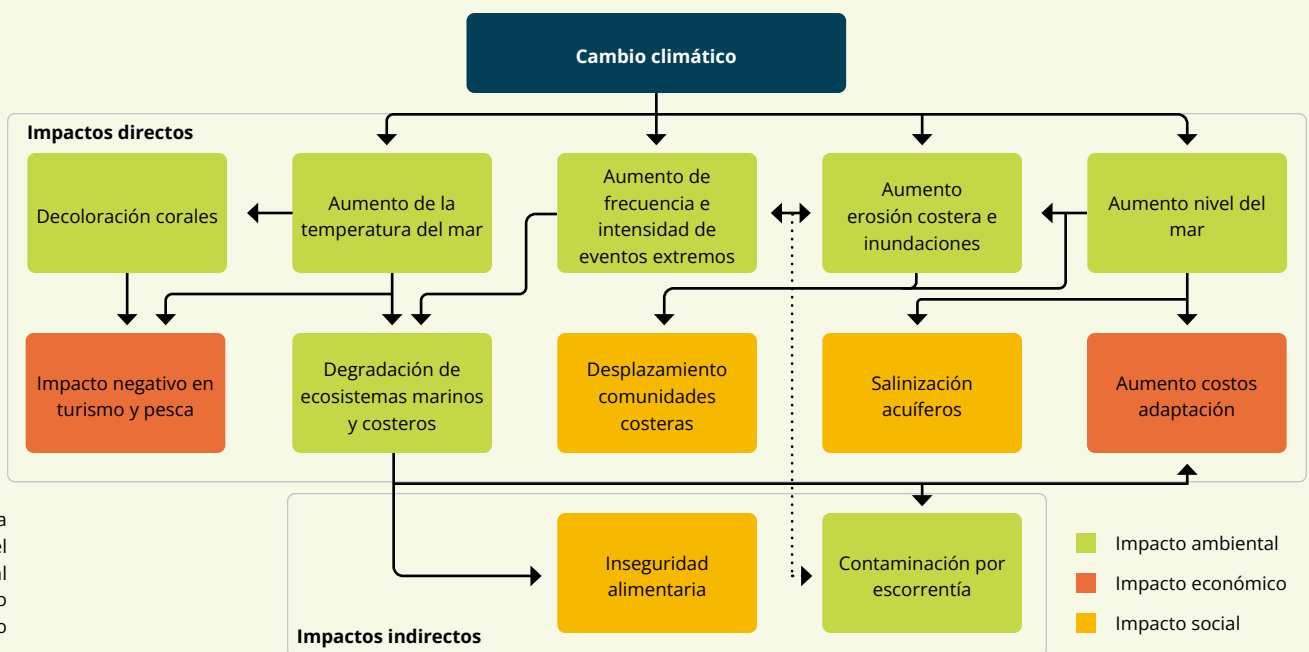 Cambio climático
Impactos directos
Decoloración corales
Aumento de la
temperatura del mar
Aumento de
frecuencia e
intensidad de
eventos extremos
Aumento
erosión costera e
inundaciones
Aumento nivel del
mar
Impacto negativo en
turismo y pesca
Degradación de
ecosistemas marinos
y costeros
Desplazamiento
comunidades
costeras
Salinización
acuíferos
Aumento costos
adaptación
a
el
al
o
o
Inseguridad
alimentaria
Contaminación por
escorrentía
Impactos indirectos
Impacto ambiental
Impacto económico
Impacto social